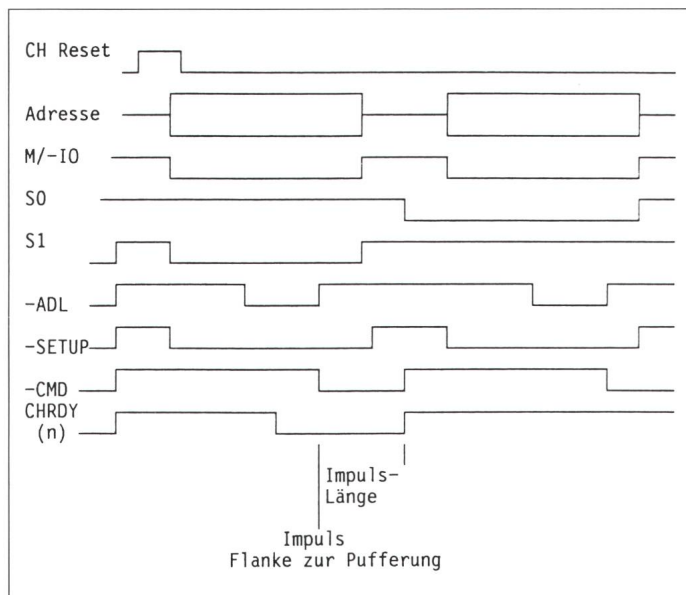 CH Reset
Adresse
M/-IO
S0
S1
-ADL
-SETUP
-CMD
CHRDY
(n)
Impuls-
Länge
Impuls
Flanke zur Pufferung